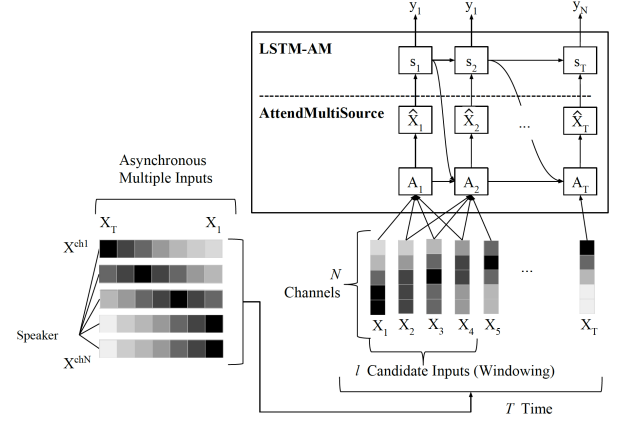 y1 y1 yN
LSTM-AM
s1 s2 sT
AttendMultiSource
X̂1 X̂2 X̂T
...
A1 A2 AT
Asynchronous
Multiple Inputs
XT X1
Xch1
Speaker
XchN
N
Channels
...
X1 X2 X3 X4 X5 XT
l Candidate Inputs (Windowing)
T Time